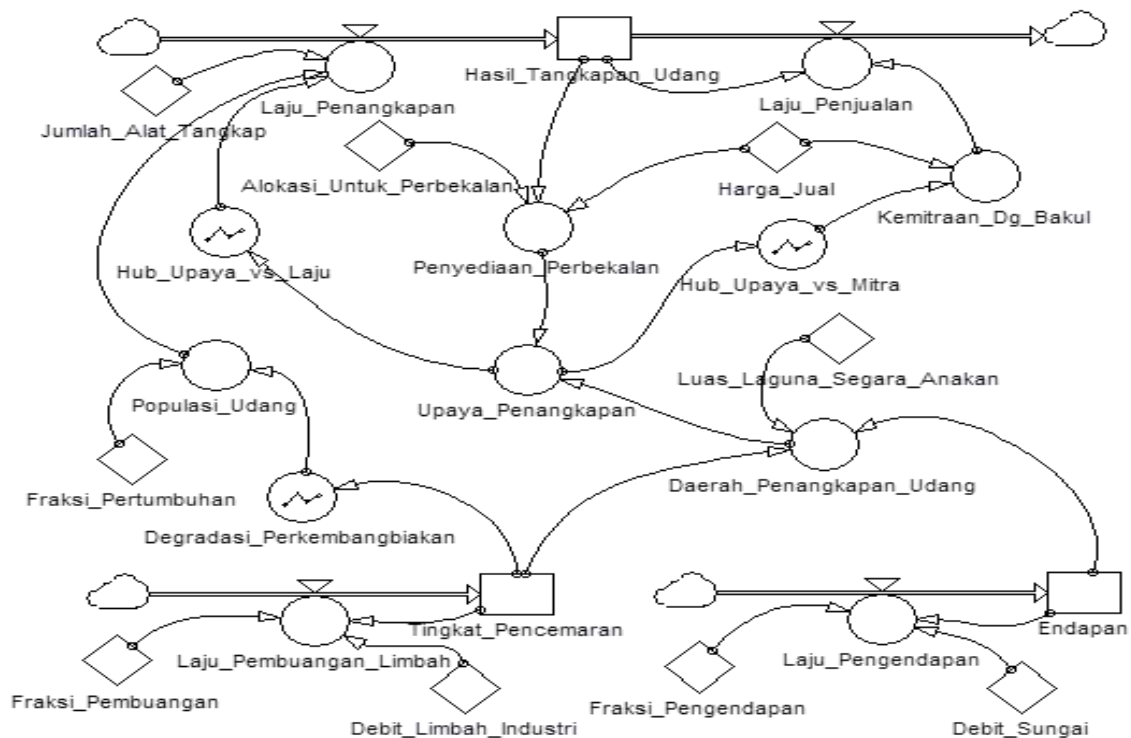 Hasil_Tangkapan_Udang
Laju_Penangkapan
Laju_Penjualan
Jumlah_Alat_Tangkap
Alokasi_Untuk_Perbekalan
Harga_Jual
Kemitraan_Dg_Bakul
Hub_Upaya_vs_Laju
Penyediaan_Perbekalan
Hub_Upaya_vs_Mitra
Luas_Laguna_Segara_Anakan
Populasi_Udang
Upaya_Penangkapan
Fraksi_Pertumbuhan
Daerah_Penangkapan_Udang
Degradasi_Perkembangbiakan
Tingkat_Pencemaran
Endapan
Laju_Pembuangan_Limbah
Laju_Pengendapan
Fraksi_Pembuangan
Fraksi_Pengendapan
Debit_Limbah_Industri
Debit_Sungai